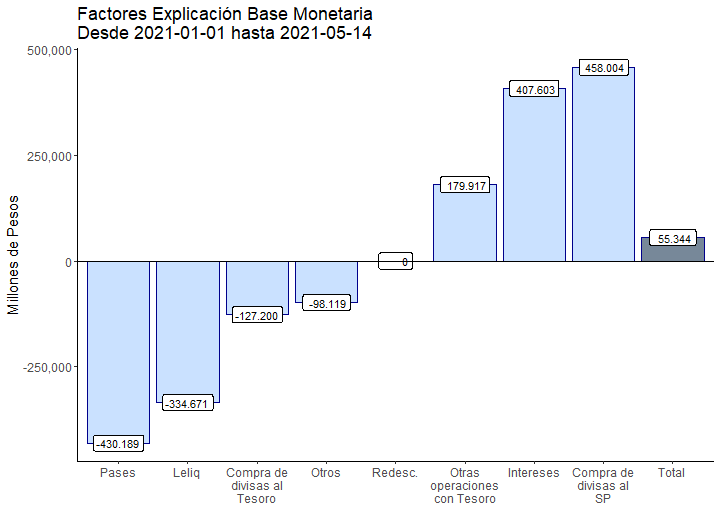 Factores Explicación Base Monetaria
Desde 2021-01-01 hasta 2021-05-14
Millones de Pesos
500,000
250,000
0
-250,000
-430.189
-334.671
-127.200
-98.119
0
179.917
407.603
458.004
55.344
Pases
Leliq
Compra de
divisas al
Tesoro
Otros
Redesc.
Otras
operaciones
con Tesoro
Intereses
Compra de
divisas al
SP
Total